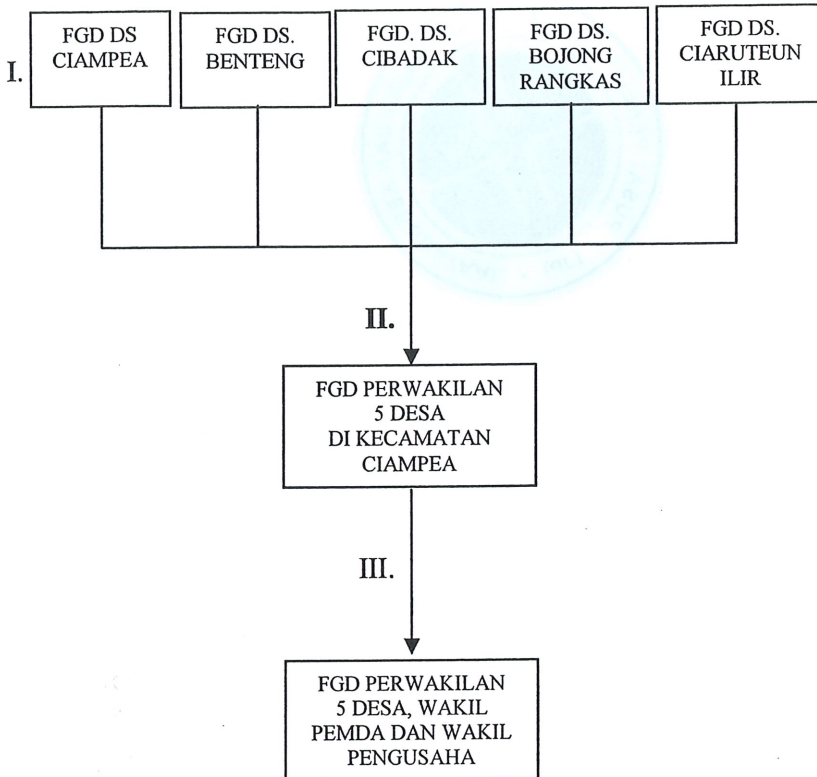 I.
FGD DS
CIAMPEA
FGD DS.
BENTENG
FGD. DS.
CIBADAK
FGD DS.
BOJONG
RANGKAS
FGD DS.
CIARUTEUN
ILIR
II.
FGD PERWAKILAN
5 DESA
DI KECAMATAN
CIAMPEA
III.
FGD PERWAKILAN
5 DESA, WAKIL
PEMDA DAN WAKIL
PENGUSAHA